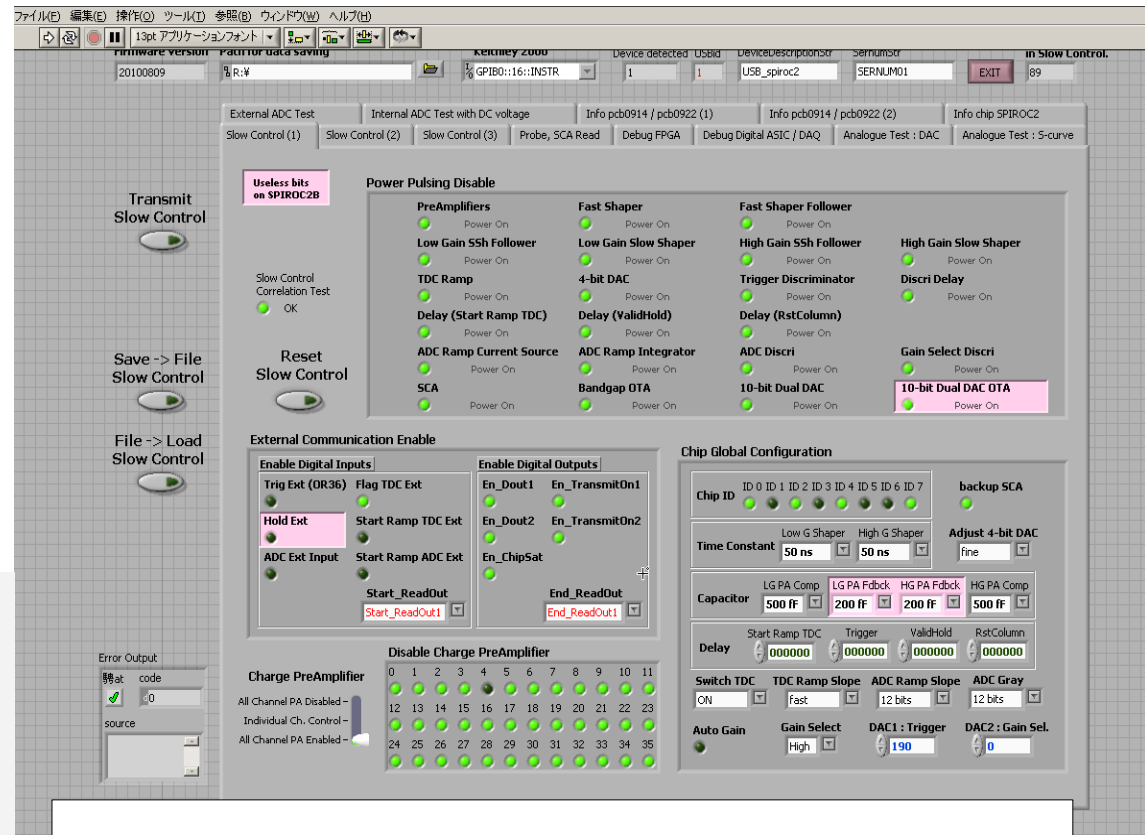 ファイル(F) 編集(E) 操作(O) ツール(T) 参照(B) ウィンドウ(W) ヘルプ(H)
13pt アプリケーションフォント
Firmware version Path for data saving Keithley 2000 Device detected USBid DeviceDescriptionStr SernumStr in Slow Control.
20100809 R:¥ GPIB0::16::INSTR 1 1 USB_spiroc2 SERNUM01 EXIT 89
External ADC Test Internal ADC Test with DC voltage Info pcb0914 / pcb0922 (1) Info pcb0914 / pcb0922 (2) Info chip SPIROC2
Slow Control (1) Slow Control (2) Slow Control (3) Probe, SCA Read Debug FPGA Debug Digital ASIC / DAQ Analogue Test : DAC Analogue Test : S-curve
Transmit
Slow Control
Useless bits
on SPIROC2B
Slow Control
Correlation Test
OK
Save -> File
Slow Control
Reset
Slow Control
File -> Load
Slow Control
Power Pulsing Disable
PreAmplifiers Fast Shaper Fast Shaper Follower
Power On Power On Power On
Low Gain SSh Follower Low Gain Slow Shaper High Gain SSh Follower High Gain Slow Shaper
Power On Power On Power On Power On
TDC Ramp 4-bit DAC Trigger Discriminator Discri Delay
Power On Power On Power On Power On
Delay (Start Ramp TDC) Delay (ValidHold) Delay (RstColumn)
Power On Power On Power On
ADC Ramp Current Source ADC Ramp Integrator ADC Discri Gain Select Discri
Power On Power On Power On Power On
SCA Bandgap OTA 10-bit Dual DAC 10-bit Dual DAC OTA
Power On Power On Power On Power On
External Communication Enable
Enable Digital Inputs Enable Digital Outputs
Trig Ext (OR36) Flag TDC Ext En_Dout1 En_TransmitOn1
Hold Ext Start Ramp TDC Ext En_Dout2 En_TransmitOn2
ADC Ext Input Start Ramp ADC Ext En_ChipSat
Start_ReadOut End_ReadOut
Start_ReadOut1 End_ReadOut1
Chip Global Configuration
Chip ID ID 0 ID 1 ID 2 ID 3 ID 4 ID 5 ID 6 ID 7 backup SCA
Low G Shaper High G Shaper Adjust 4-bit DAC
Time Constant 50 ns 50 ns fine
LG PA Comp LG PA Fdbck HG PA Fdbck HG PA Comp
Capacitor 500 fF 200 fF 200 fF 500 fF
Start Ramp TDC Trigger ValidHold RstColumn
Delay 000000 000000 000000 000000
Switch TDC TDC Ramp Slope ADC Ramp Slope ADC Gray
ON fast 12 bits 12 bits
Auto Gain Gain Select DAC1 : Trigger DAC2 : Gain Sel.
High 190 0
Error Output
at code
0
source
Charge PreAmplifier
All Channel PA Disabled
Individual Ch. Control
All Channel PA Enabled
Disable Charge PreAmplifier
0 1 2 3 4 5 6 7 8 9 10 11
12 13 14 15 16 17 18 19 20 21 22 23
24 25 26 27 28 29 30 31 32 33 34 35